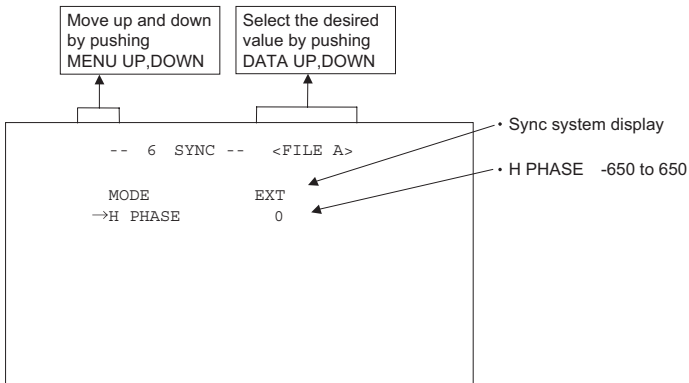 Move up and down
by pushing
MENU UP,DOWN
Select the desired
value by pushing
DATA UP,DOWN
-- 6 SYNC -- <FILE A>
MODE EXT
→H PHASE 0
• Sync system display
• H PHASE -650 to 650